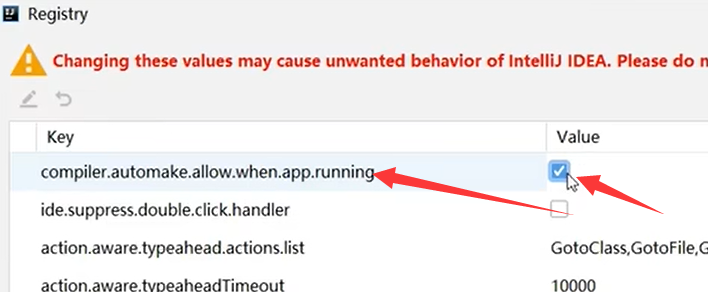 Registry
Changing these values may cause unwanted behavior of IntelliJ IDEA. Please do
Key Value
compiler.automake.allow.when.app.running
ide.suppress.double.click.handler
action.aware.typeahead.actions.list GotoClass,GotoFile,G
action.aware.typeaheadTimeout 10000